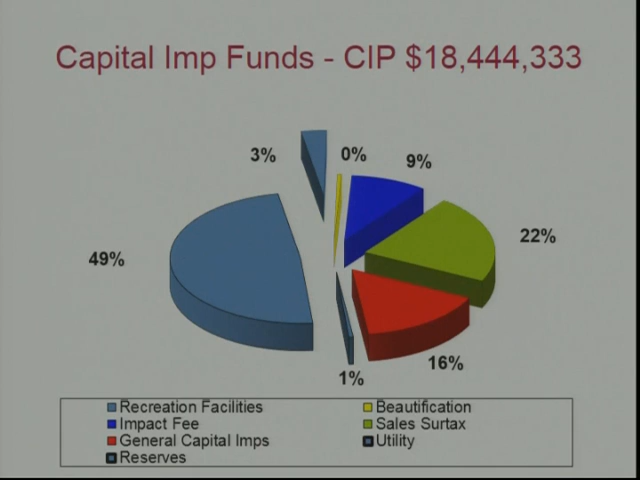 Capital Imp Funds - CIP $18,444,333
3%
0%
9%
49%
22%
1%
16%
Recreation Facilities
Beautification
Impact Fee
Sales Surtax
General Capital Imps
Utility
Reserves